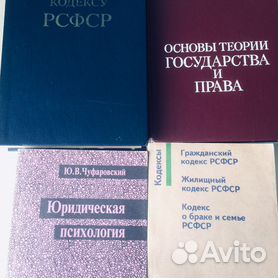 КОДЕКСУ
РСФСР
ОСНОВЫ ТЕОРИИ
ГОСУДАРСТВА
И
ПРАВА
Ю.В.Чуфаровский
Юридическая
психология
Кодексы
Гражданский
кодекс РСФСР
Жилищный
кодекс РСФСР
Кодекс
о браке и семье
РСФСР
Avito